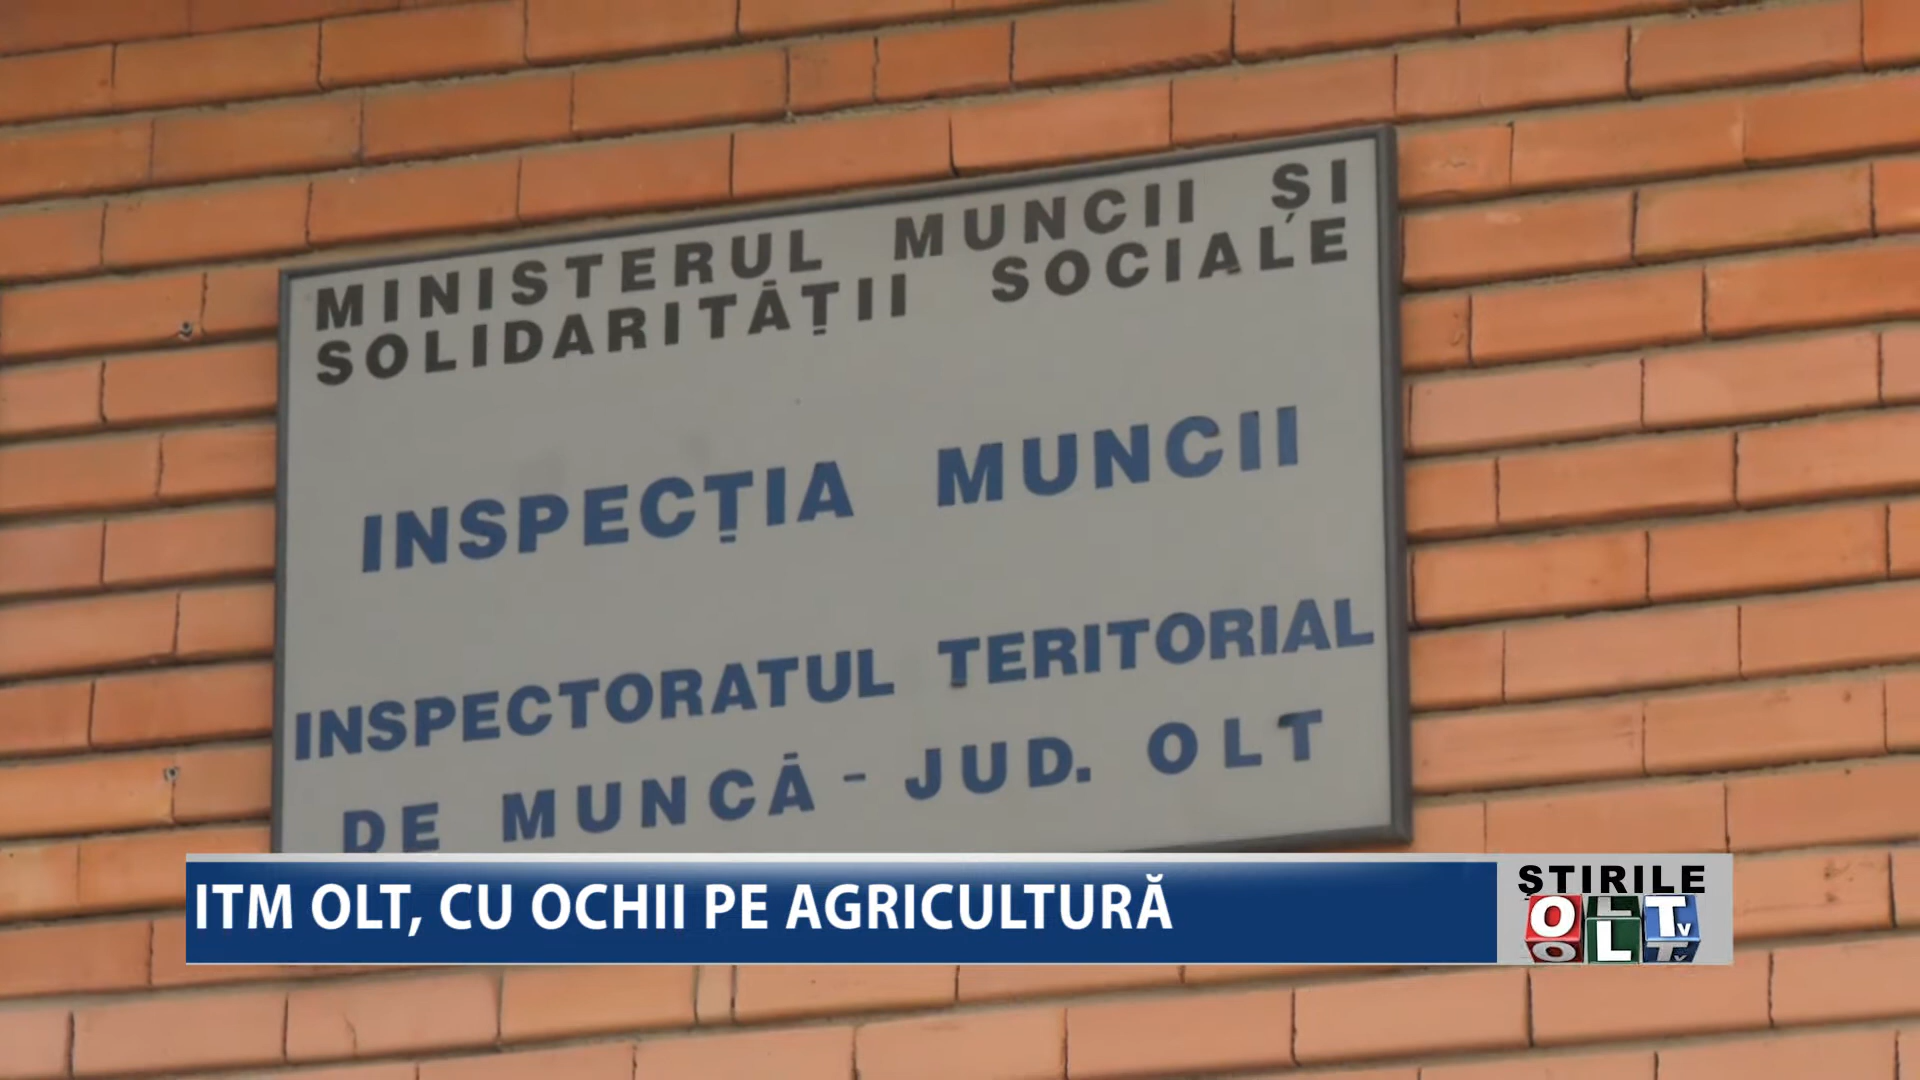 MINISTERUL MUNCII ȘI
SOLIDARITĂȚII SOCIALE
INSPECȚIA MUNCII
INSPECTORATUL TERITORIAL
DE MUNCĂ - JUD. OLT
ITM OLT, CU OCHII PE AGRICULTURĂ
ȘTIRILE
OLTV